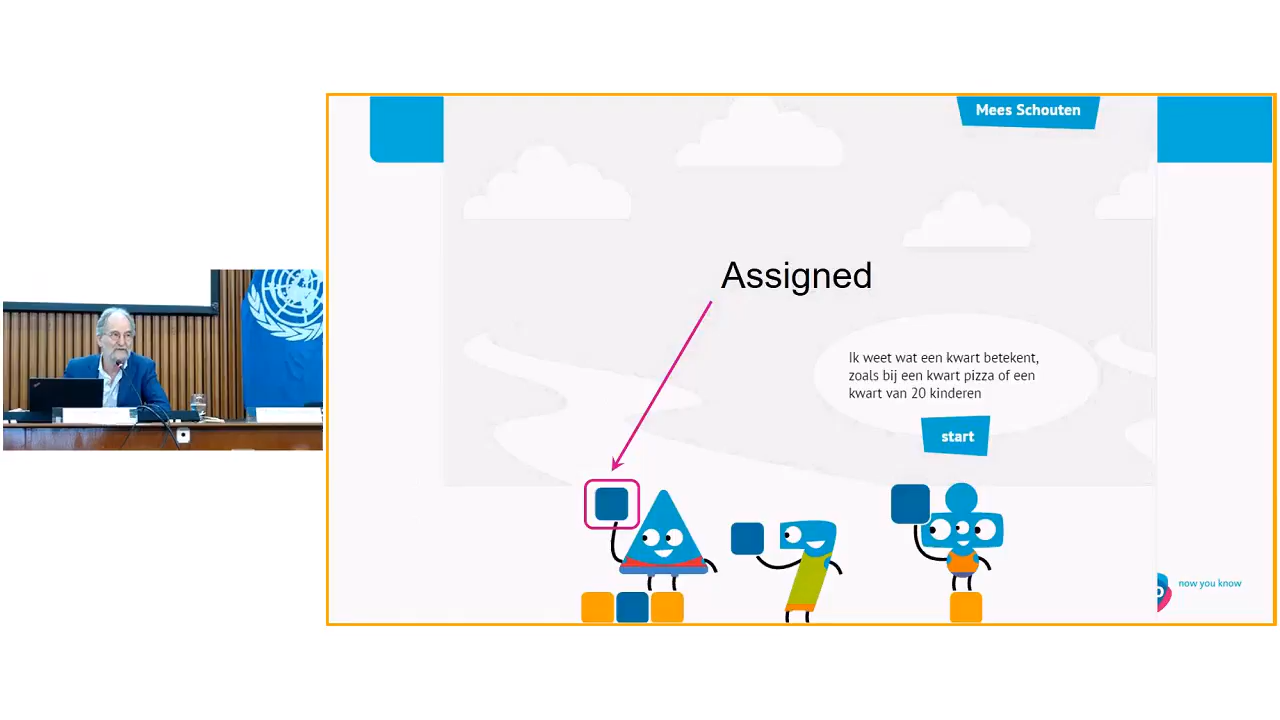 Mees Schouten
Assigned
Ik weet wat een kwart betekent,
zoals bij een kwart pizza of een
kwart van 20 kinderen
start
now you know